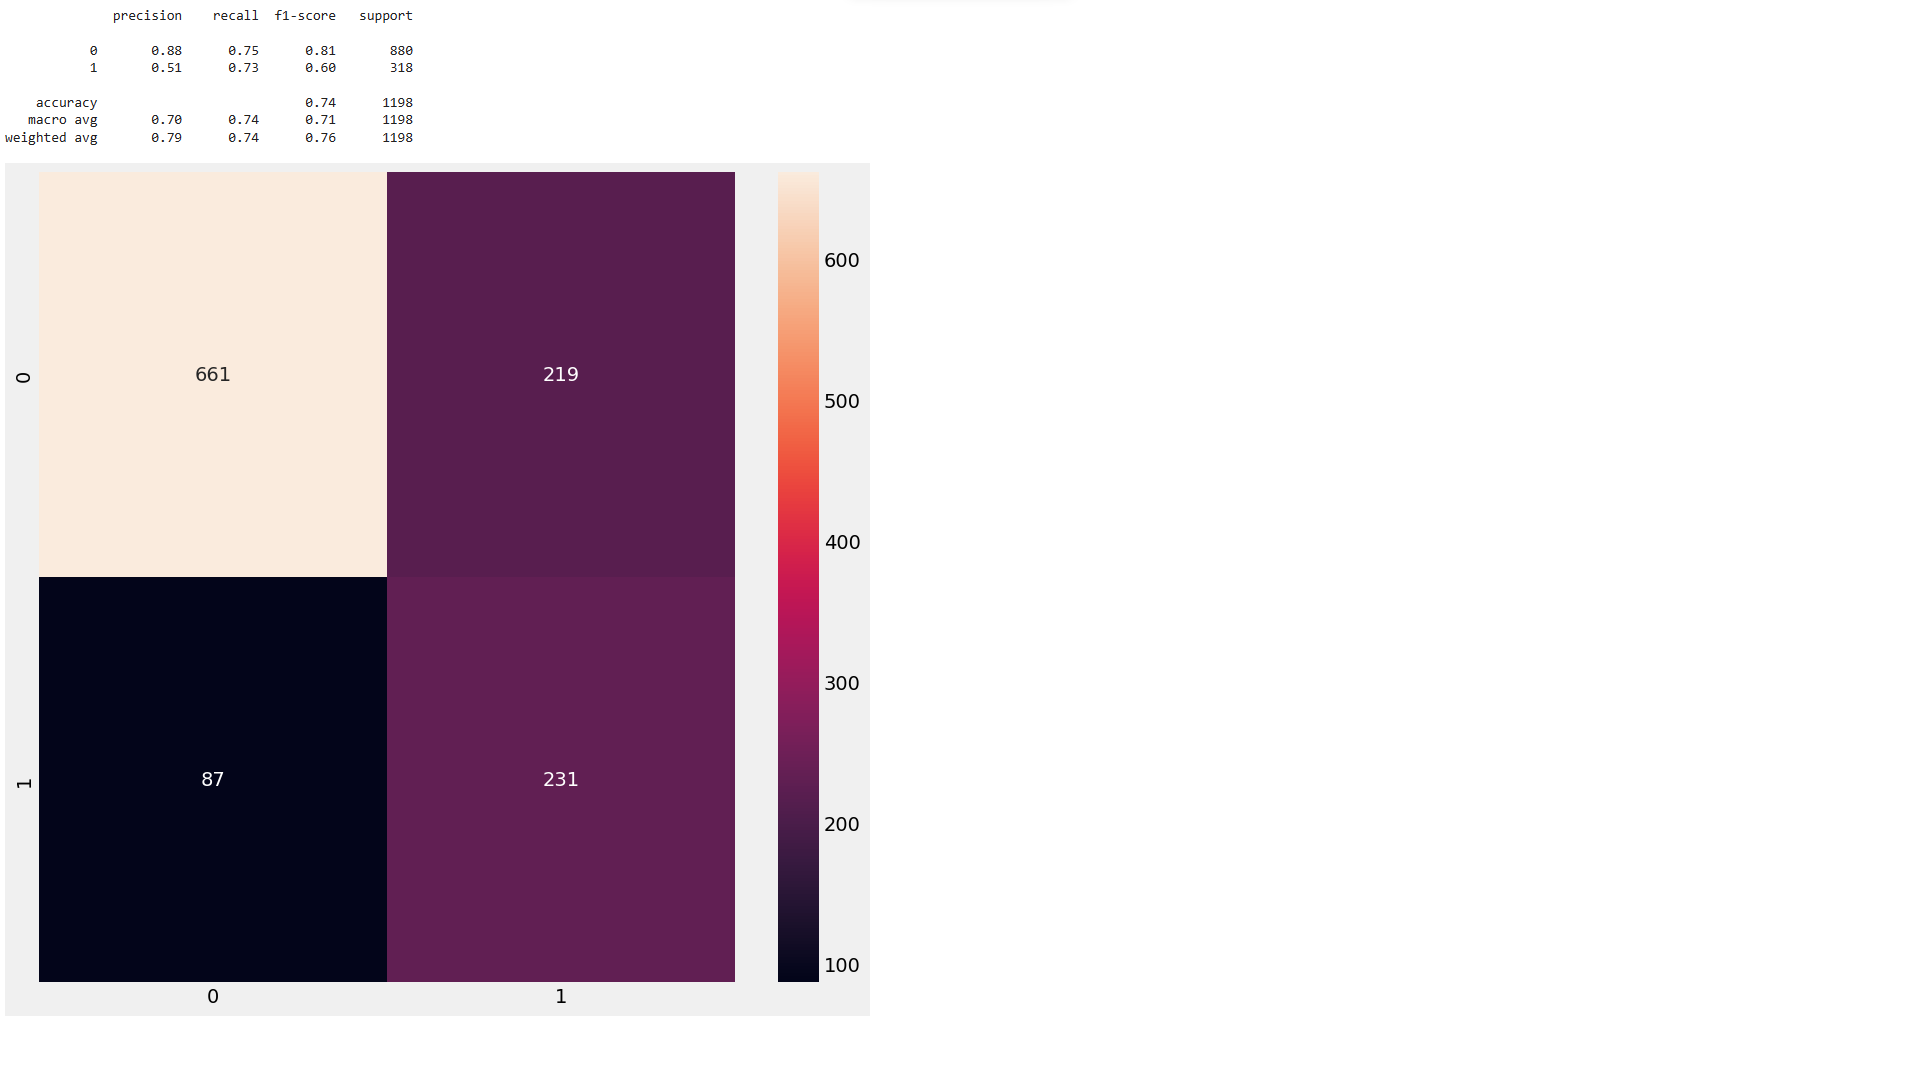 precision recall f1-score support
0 0.88 0.75 0.81 880
1 0.51 0.73 0.60 318
accuracy 0.74 1198
macro avg 0.70 0.74 0.71 1198
weighted avg 0.79 0.74 0.76 1198
600
0 661 219
500
400
300
1 87 231
200
100
0 1